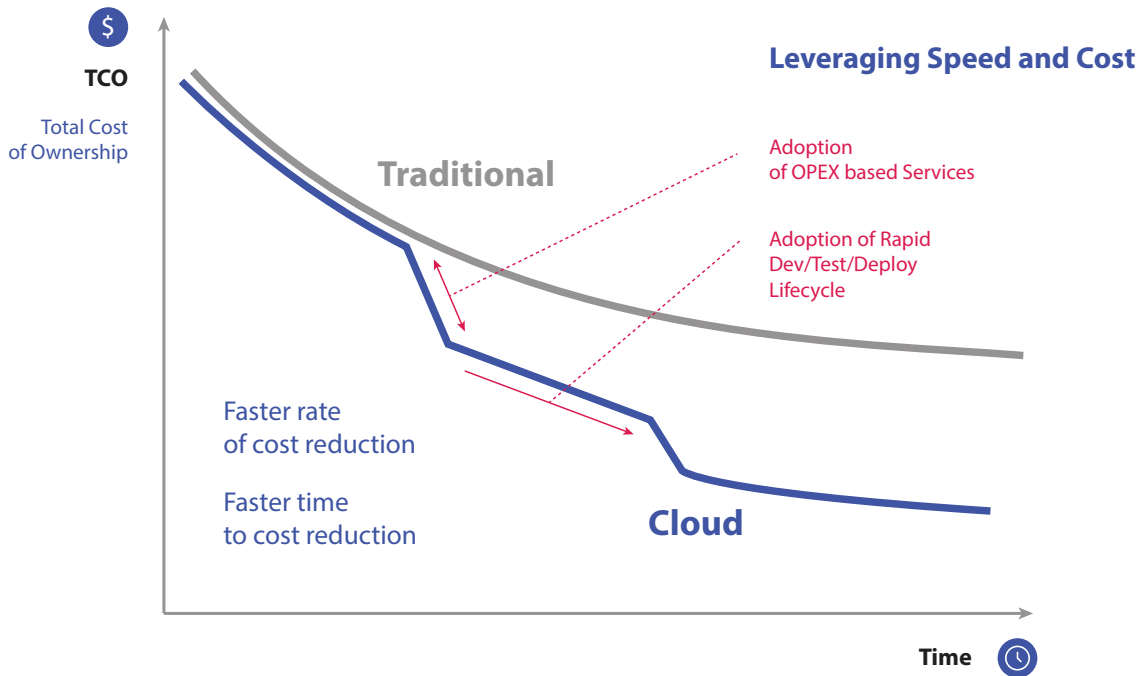 $
TCO
Total Cost
of Ownership
Leveraging Speed and Cost
Traditional
Adoption
of OPEX based Services
Adoption of Rapid
Dev/Test/Deploy
Lifecycle
Faster rate
of cost reduction
Faster time
to cost reduction
Cloud
Time